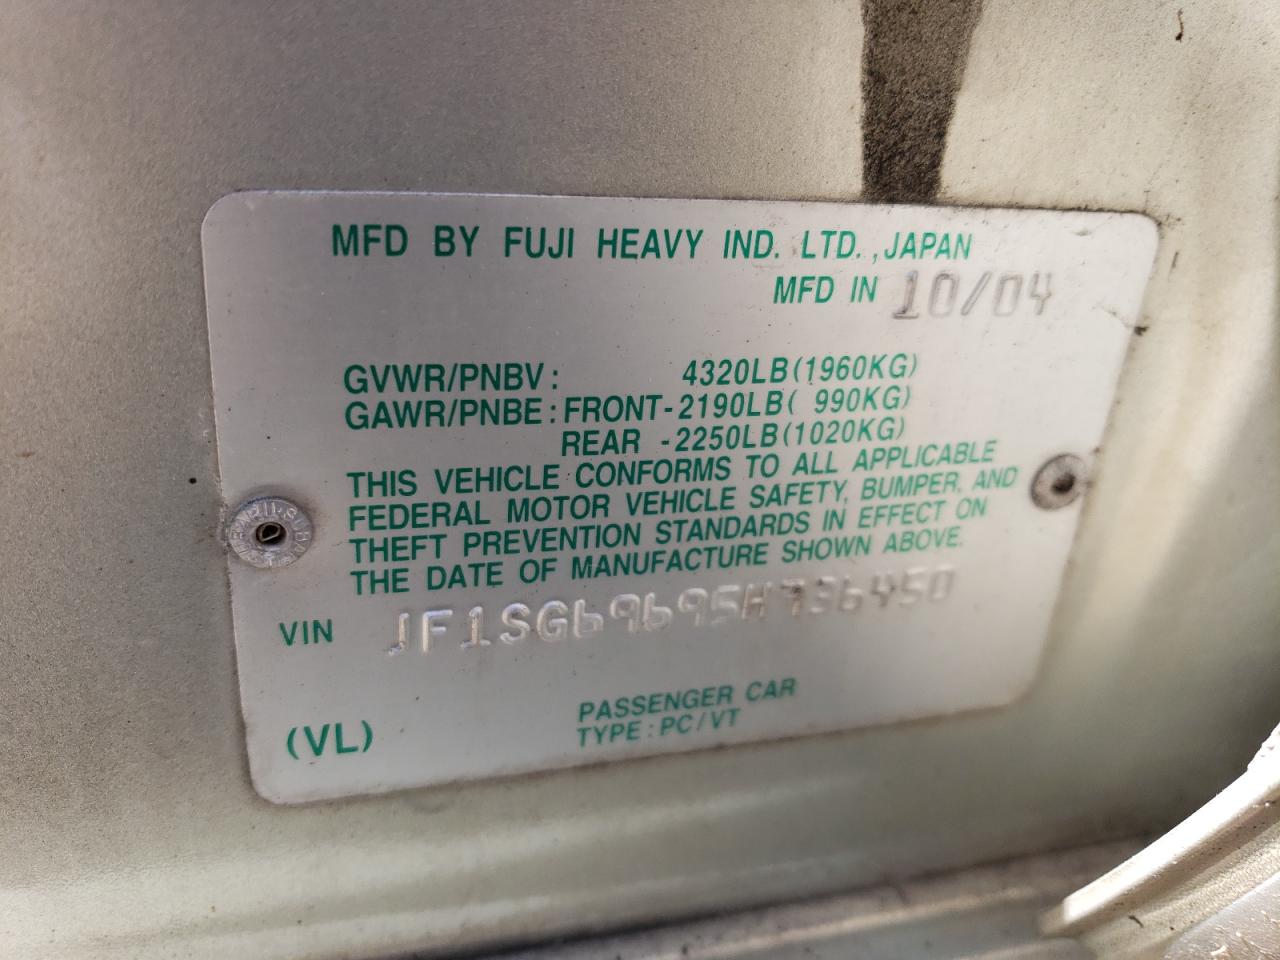 MFD BY FUJI HEAVY IND. LTD.,JAPAN
MFD IN 10/04
GVWR/PNBV: 4320LB(1960KG)
GAWR/PNBE:FRONT-2190LB( 990KG)
REAR -2250LB(1020KG)
THIS VEHICLE CONFORMS TO ALL APPLICABLE
FEDERAL MOTOR VEHICLE SAFETY, BUMPER, AND
THEFT PREVENTION STANDARDS IN EFFECT ON
THE DATE OF MANUFACTURE SHOWN ABOVE.
VIN JF1SG69695H736450
(VL)
PASSENGER CAR
TYPE:PC/VT